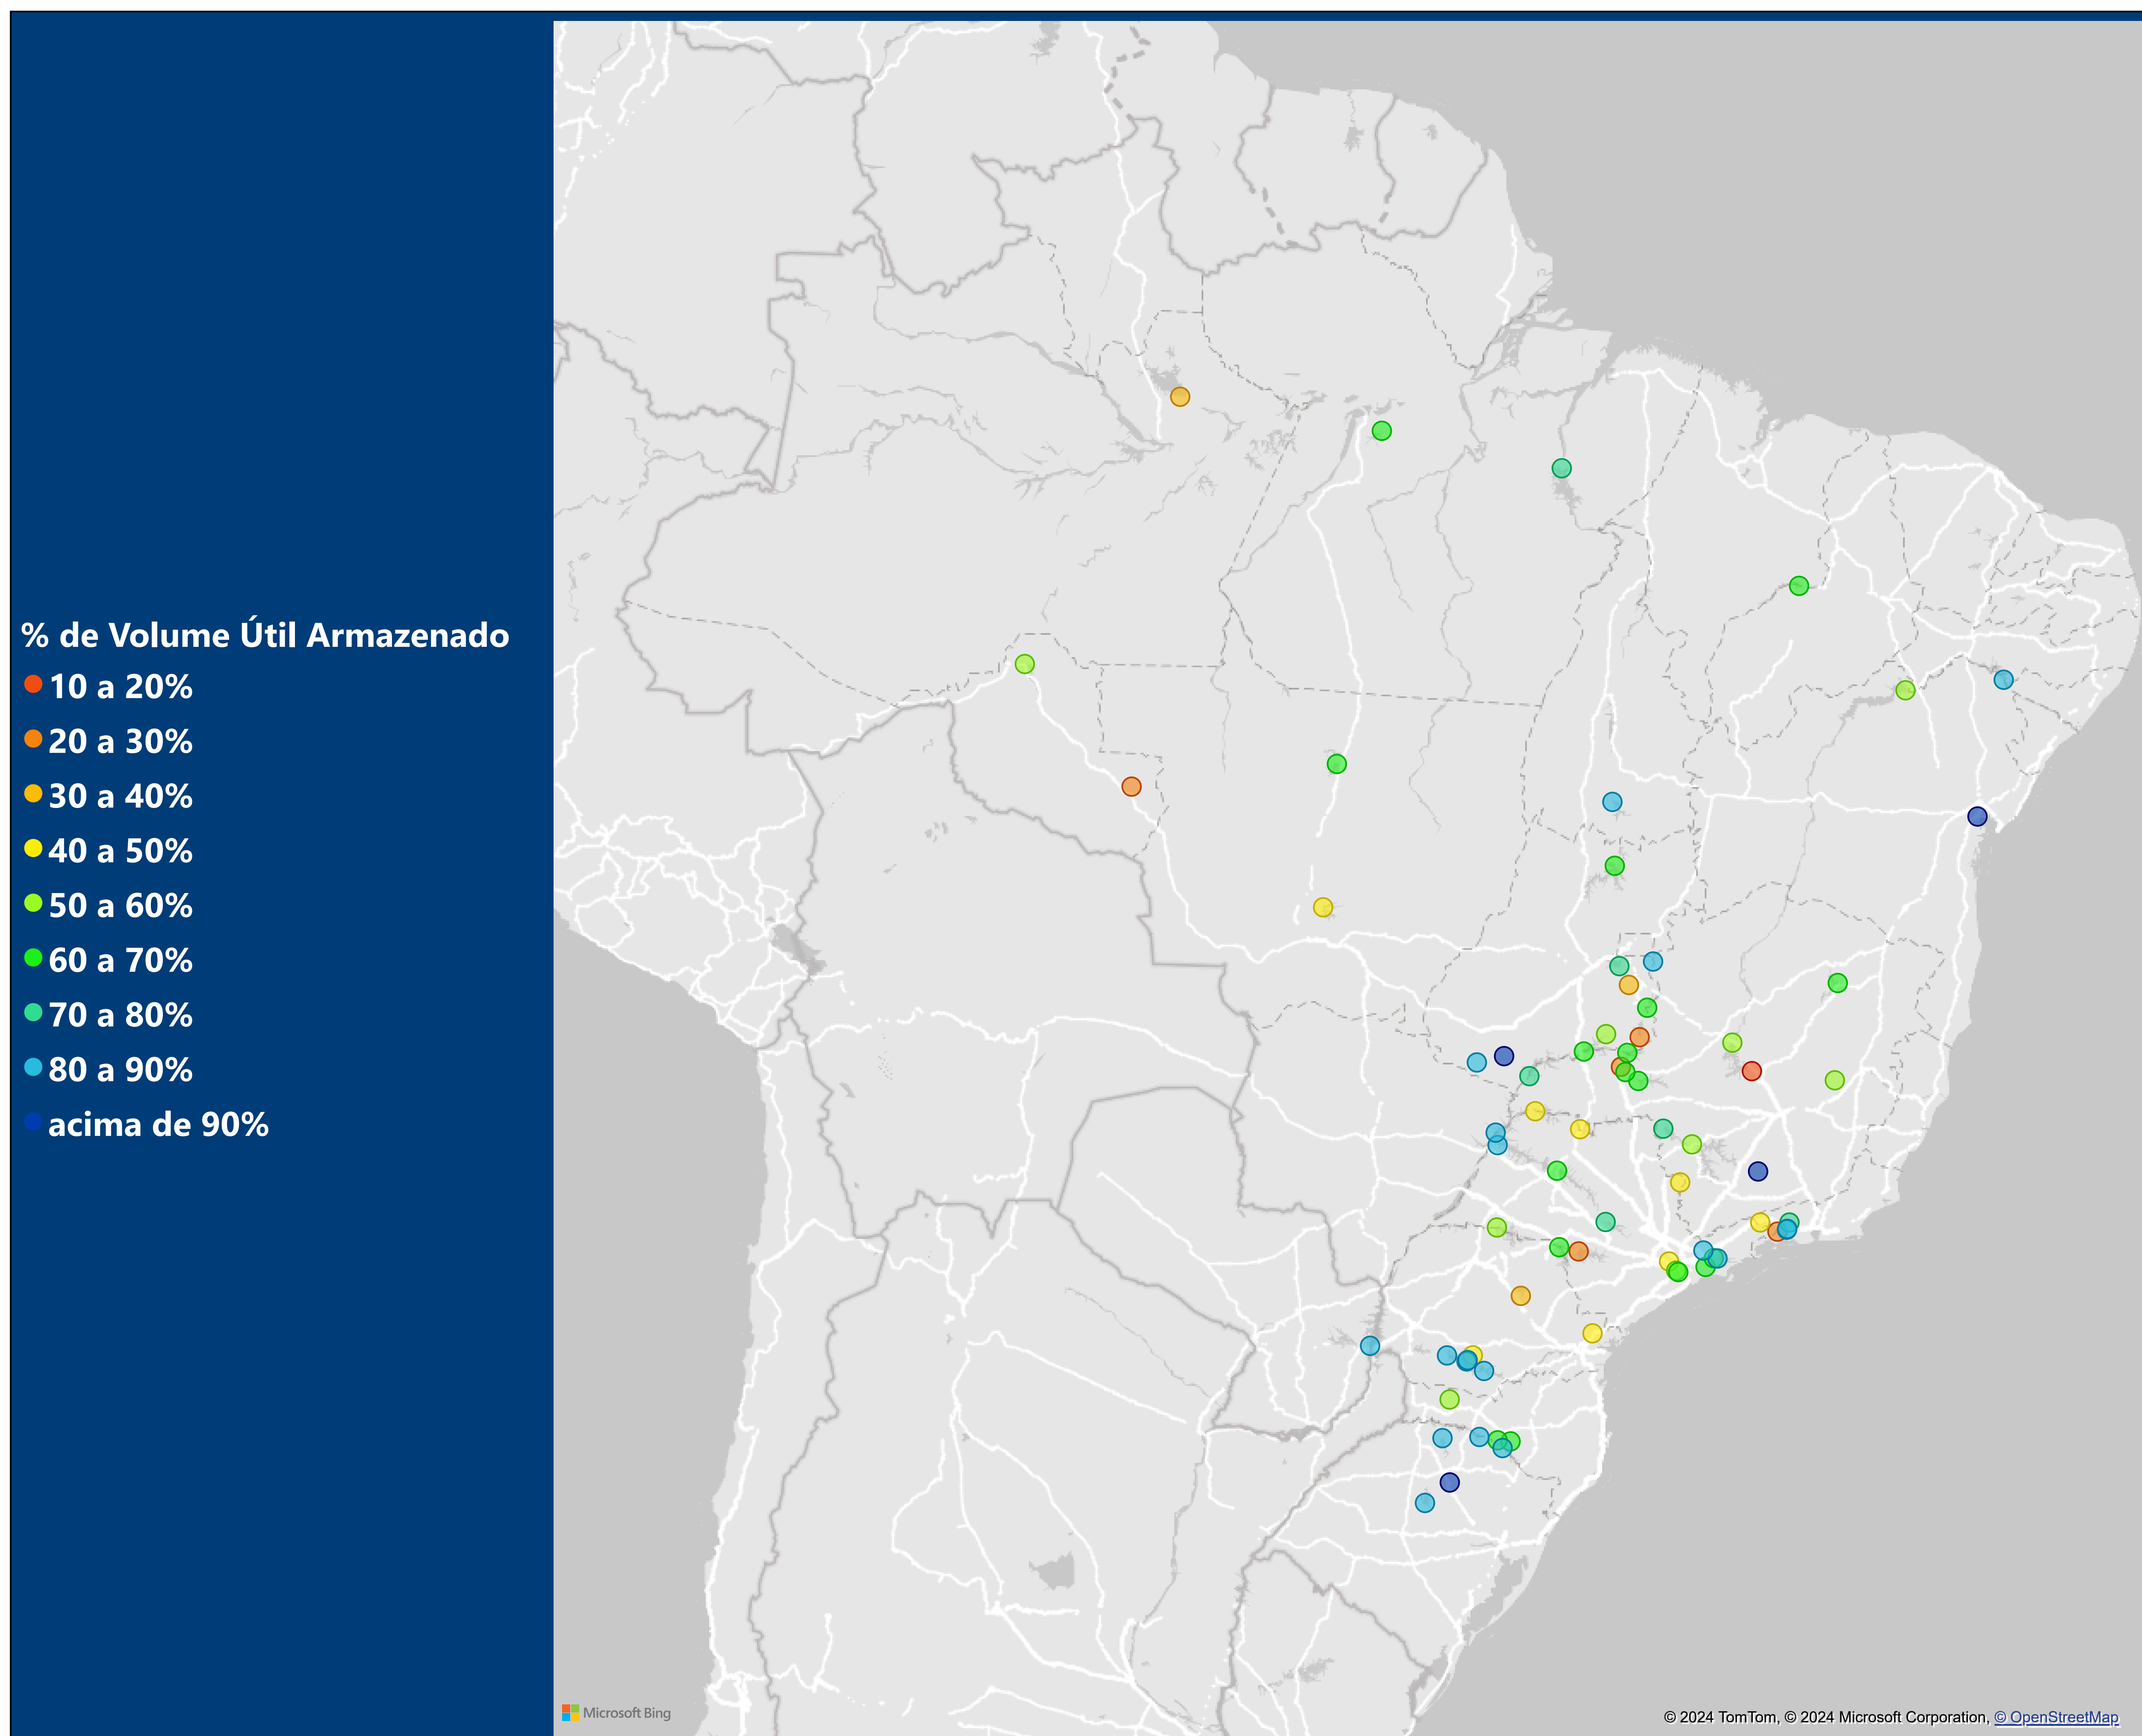 % de Volume Útil Armazenado
10 a 20%
20 a 30%
30 a 40%
40 a 50%
50 a 60%
60 a 70%
70 a 80%
80 a 90%
acima de 90%
Microsoft Bing
© 2024 TomTom, © 2024 Microsoft Corporation, © OpenStreetMap